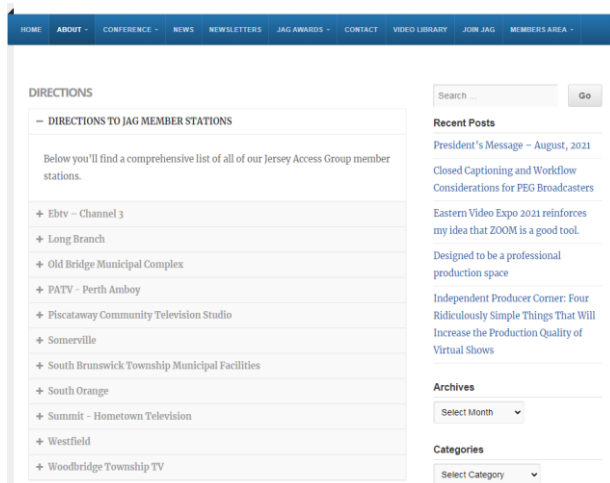 HOME ABOUT - CONFERENCE - NEWS NEWSLETTERS JAG AWARDS - CONTACT VIDEO LIBRARY JOIN JAG MEMBERS AREA -
DIRECTIONS
− DIRECTIONS TO JAG MEMBER STATIONS
Below you'll find a comprehensive list of all of our Jersey Access Group member
stations.
+ Ebtv – Channel 3
+ Long Branch
+ Old Bridge Municipal Complex
+ PATV - Perth Amboy
+ Piscataway Community Television Studio
+ Somerville
+ South Brunswick Township Municipal Facilities
+ South Orange
+ Summit - Hometown Television
+ Westfield
+ Woodbridge Township TV
Search ... Go
Recent Posts
President's Message – August, 2021
Closed Captioning and Workflow
Considerations for PEG Broadcasters
Eastern Video Expo 2021 reinforces
my idea that ZOOM is a good tool.
Designed to be a professional
production space
Independent Producer Corner: Four
Ridiculously Simple Things That Will
Increase the Production Quality of
Virtual Shows
Archives
Select Month
Categories
Select Category